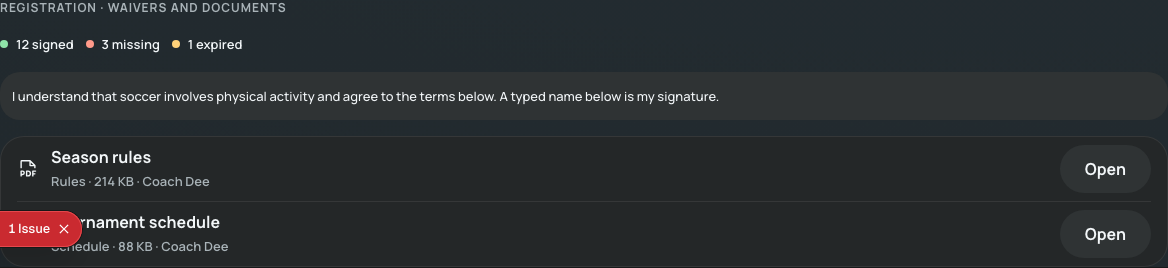 REGISTRATION · WAIVERS AND DOCUMENTS
12 signed 3 missing 1 expired
I understand that soccer involves physical activity and agree to the terms below. A typed name below is my signature.
PDF
Season rules
Rules · 214 KB · Coach Dee
Open
rnament schedule
1 Issue
Schedule · 88 KB · Coach Dee
Open